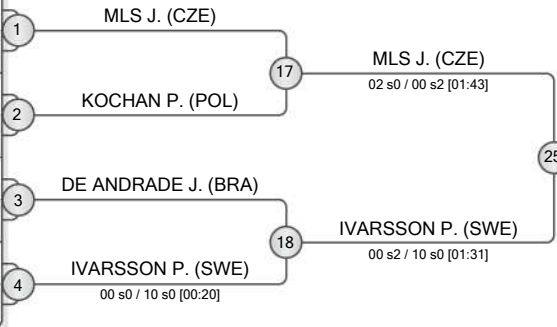 MLS J. (CZE)
1
17
MLS J. (CZE)
02 s0 / 00 s2 [01:43]
KOCHAN P. (POL)
2
25
DE ANDRADE J. (BRA)
3
18
IVARSSON P. (SWE)
00 s2 / 10 s0 [01:31]
IVARSSON P. (SWE)
4
00 s0 / 10 s0 [00:20]